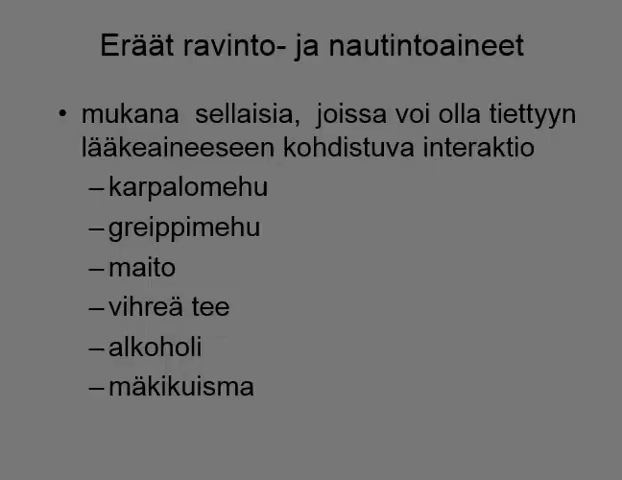 Eräät ravinto- ja nautintoaineet
• mukana sellaisia, joissa voi olla tiettyyn
lääkeaineeseen kohdistuva interaktio
– karpalomehu
– greippimehu
– maito
– vihreä tee
– alkoholi
– mäkikuisma